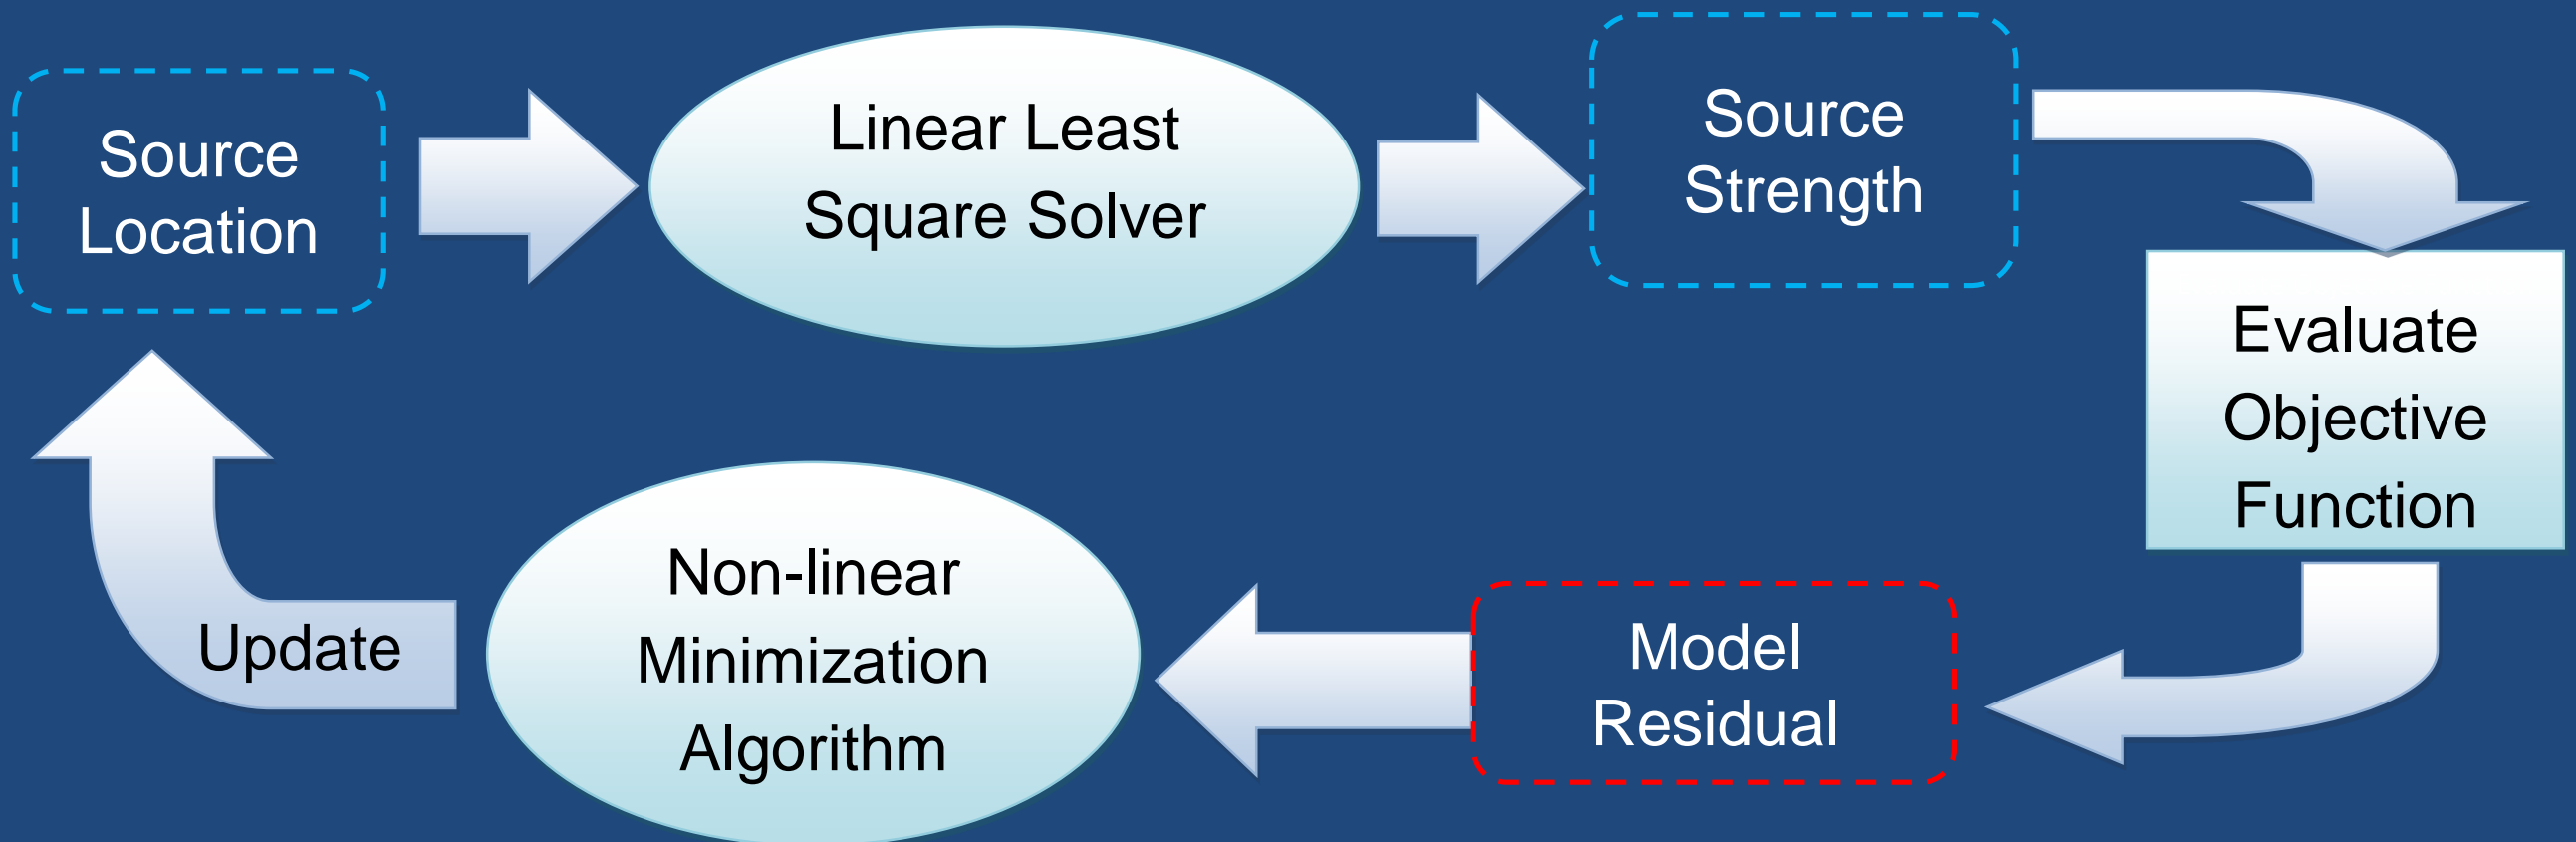 Source
Location
Linear Least
Square Solver
Source
Strength
Evaluate
Objective
Function
Model
Residual
Non-linear
Minimization
Algorithm
Update